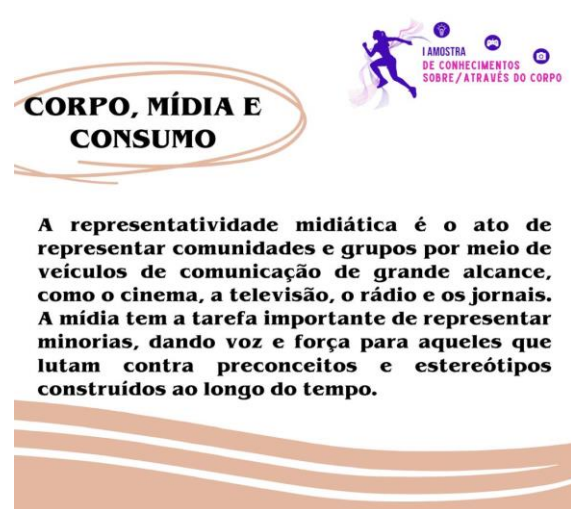 I AMOSTRA
DE CONHECIMENTOS
SOBRE/ATRAVÉS DO CORPO
CORPO, MÍDIA E
CONSUMO
A representatividade midiática é o ato de
representar comunidades e grupos por meio de
veículos de comunicação de grande alcance,
como o cinema, a televisão, o rádio e os jornais.
A mídia tem a tarefa importante de representar
minorias, dando voz e força para aqueles que
lutam contra preconceitos e estereótipos
construídos ao longo do tempo.